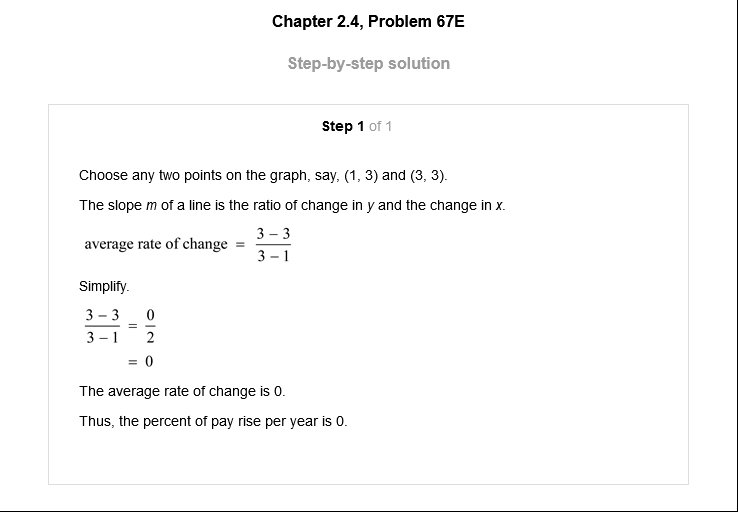 Chapter 2.4, Problem 67E
Step-by-step solution
Step 1 of 1
Choose any two points on the graph, say, (1, 3) and (3, 3).
The slope m of a line is the ratio of change in y and the change in x.
average rate of change = (3 − 3)/(3 − 1)
Simplify.
(3 − 3)/(3 − 1) = 0/2
= 0
The average rate of change is 0.
Thus, the percent of pay rise per year is 0.